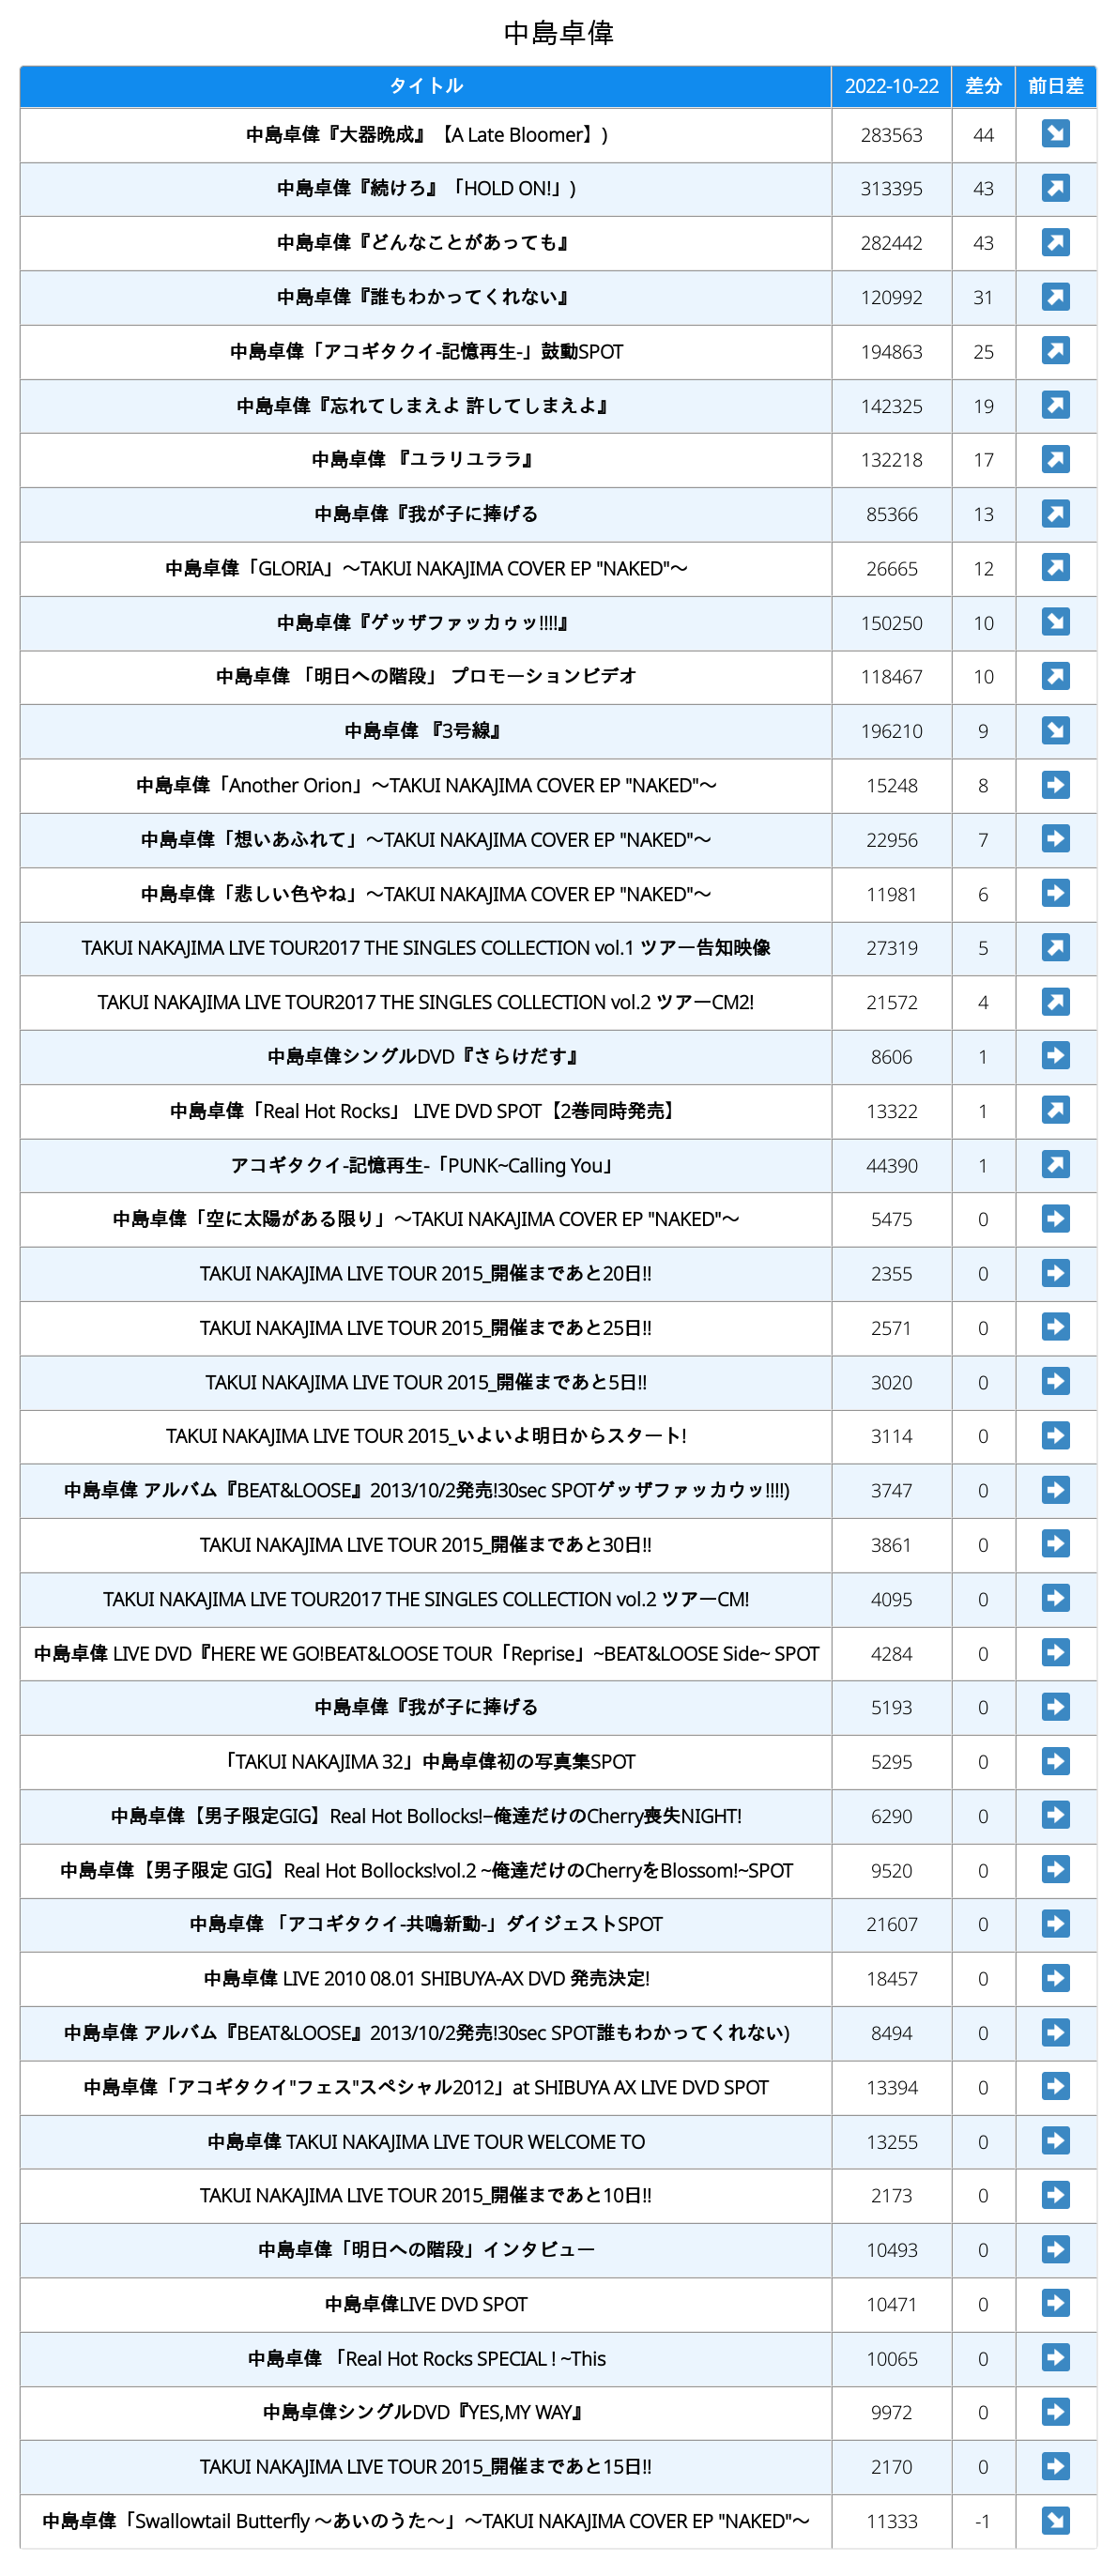 中島卓偉
タイトル 2022-10-22 差分 前日差
中島卓偉『大器晩成』【A Late Bloomer】) 283563 44 ↘
中島卓偉『続けろ』「HOLD ON!」) 313395 43 ↗
中島卓偉『どんなことがあっても』 282442 43 ↗
中島卓偉『誰もわかってくれない』 120992 31 ↗
中島卓偉「アコギタクイ-記憶再生-」鼓動SPOT 194863 25 ↗
中島卓偉『忘れてしまえよ 許してしまえよ』 142325 19 ↗
中島卓偉 『ユラリユララ』 132218 17 ↗
中島卓偉『我が子に捧げる 85366 13 ↗
中島卓偉「GLORIA」〜TAKUI NAKAJIMA COVER EP "NAKED"〜 26665 12 ↗
中島卓偉『ゲッザファッカゥッ!!!!』 150250 10 ↘
中島卓偉 「明日への階段」 プロモーションビデオ 118467 10 ↗
中島卓偉 『3号線』 196210 9 ↘
中島卓偉「Another Orion」〜TAKUI NAKAJIMA COVER EP "NAKED"〜 15248 8 ➡
中島卓偉「想いあふれて」〜TAKUI NAKAJIMA COVER EP "NAKED"〜 22956 7 ➡
中島卓偉「悲しい色やね」〜TAKUI NAKAJIMA COVER EP "NAKED"〜 11981 6 ➡
TAKUI NAKAJIMA LIVE TOUR2017 THE SINGLES COLLECTION vol.1 ツアー告知映像 27319 5 ↗
TAKUI NAKAJIMA LIVE TOUR2017 THE SINGLES COLLECTION vol.2 ツアーCM2! 21572 4 ↗
中島卓偉シングルDVD『さらけだす』 8606 1 ➡
中島卓偉「Real Hot Rocks」 LIVE DVD SPOT【2巻同時発売】 13322 1 ↗
アコギタクイ-記憶再生-「PUNK~Calling You」 44390 1 ↗
中島卓偉「空に太陽がある限り」〜TAKUI NAKAJIMA COVER EP "NAKED"〜 5475 0 ➡
TAKUI NAKAJIMA LIVE TOUR 2015_開催まであと20日!! 2355 0 ➡
TAKUI NAKAJIMA LIVE TOUR 2015_開催まであと25日!! 2571 0 ➡
TAKUI NAKAJIMA LIVE TOUR 2015_開催まであと5日!! 3020 0 ➡
TAKUI NAKAJIMA LIVE TOUR 2015_いよいよ明日からスタート! 3114 0 ➡
中島卓偉 アルバム『BEAT&LOOSE』2013/10/2発売!30sec SPOTゲッザファッカウッ!!!!) 3747 0 ➡
TAKUI NAKAJIMA LIVE TOUR 2015_開催まであと30日!! 3861 0 ➡
TAKUI NAKAJIMA LIVE TOUR2017 THE SINGLES COLLECTION vol.2 ツアーCM! 4095 0 ➡
中島卓偉 LIVE DVD『HERE WE GO!BEAT&LOOSE TOUR「Reprise」~BEAT&LOOSE Side~ SPOT 4284 0 ➡
中島卓偉『我が子に捧げる 5193 0 ➡
「TAKUI NAKAJIMA 32」中島卓偉初の写真集SPOT 5295 0 ➡
中島卓偉【男子限定GIG】Real Hot Bollocks!−俺達だけのCherry喪失NIGHT! 6290 0 ➡
中島卓偉【男子限定 GIG】Real Hot Bollocks!vol.2 ~俺達だけのCherryをBlossom!~SPOT 9520 0 ➡
中島卓偉 「アコギタクイ-共鳴新動-」ダイジェストSPOT 21607 0 ➡
中島卓偉 LIVE 2010 08.01 SHIBUYA-AX DVD 発売決定! 18457 0 ➡
中島卓偉 アルバム『BEAT&LOOSE』2013/10/2発売!30sec SPOT誰もわかってくれない) 8494 0 ➡
中島卓偉「アコギタクイ"フェス"スペシャル2012」at SHIBUYA AX LIVE DVD SPOT 13394 0 ➡
中島卓偉 TAKUI NAKAJIMA LIVE TOUR WELCOME TO 13255 0 ➡
TAKUI NAKAJIMA LIVE TOUR 2015_開催まであと10日!! 2173 0 ➡
中島卓偉「明日への階段」インタビュー 10493 0 ➡
中島卓偉LIVE DVD SPOT 10471 0 ➡
中島卓偉 「Real Hot Rocks SPECIAL ! ~This 10065 0 ➡
中島卓偉シングルDVD『YES,MY WAY』 9972 0 ➡
TAKUI NAKAJIMA LIVE TOUR 2015_開催まであと15日!! 2170 0 ➡
中島卓偉「Swallowtail Butterfly 〜あいのうた〜」〜TAKUI NAKAJIMA COVER EP "NAKED"〜 11333 -1 ↘